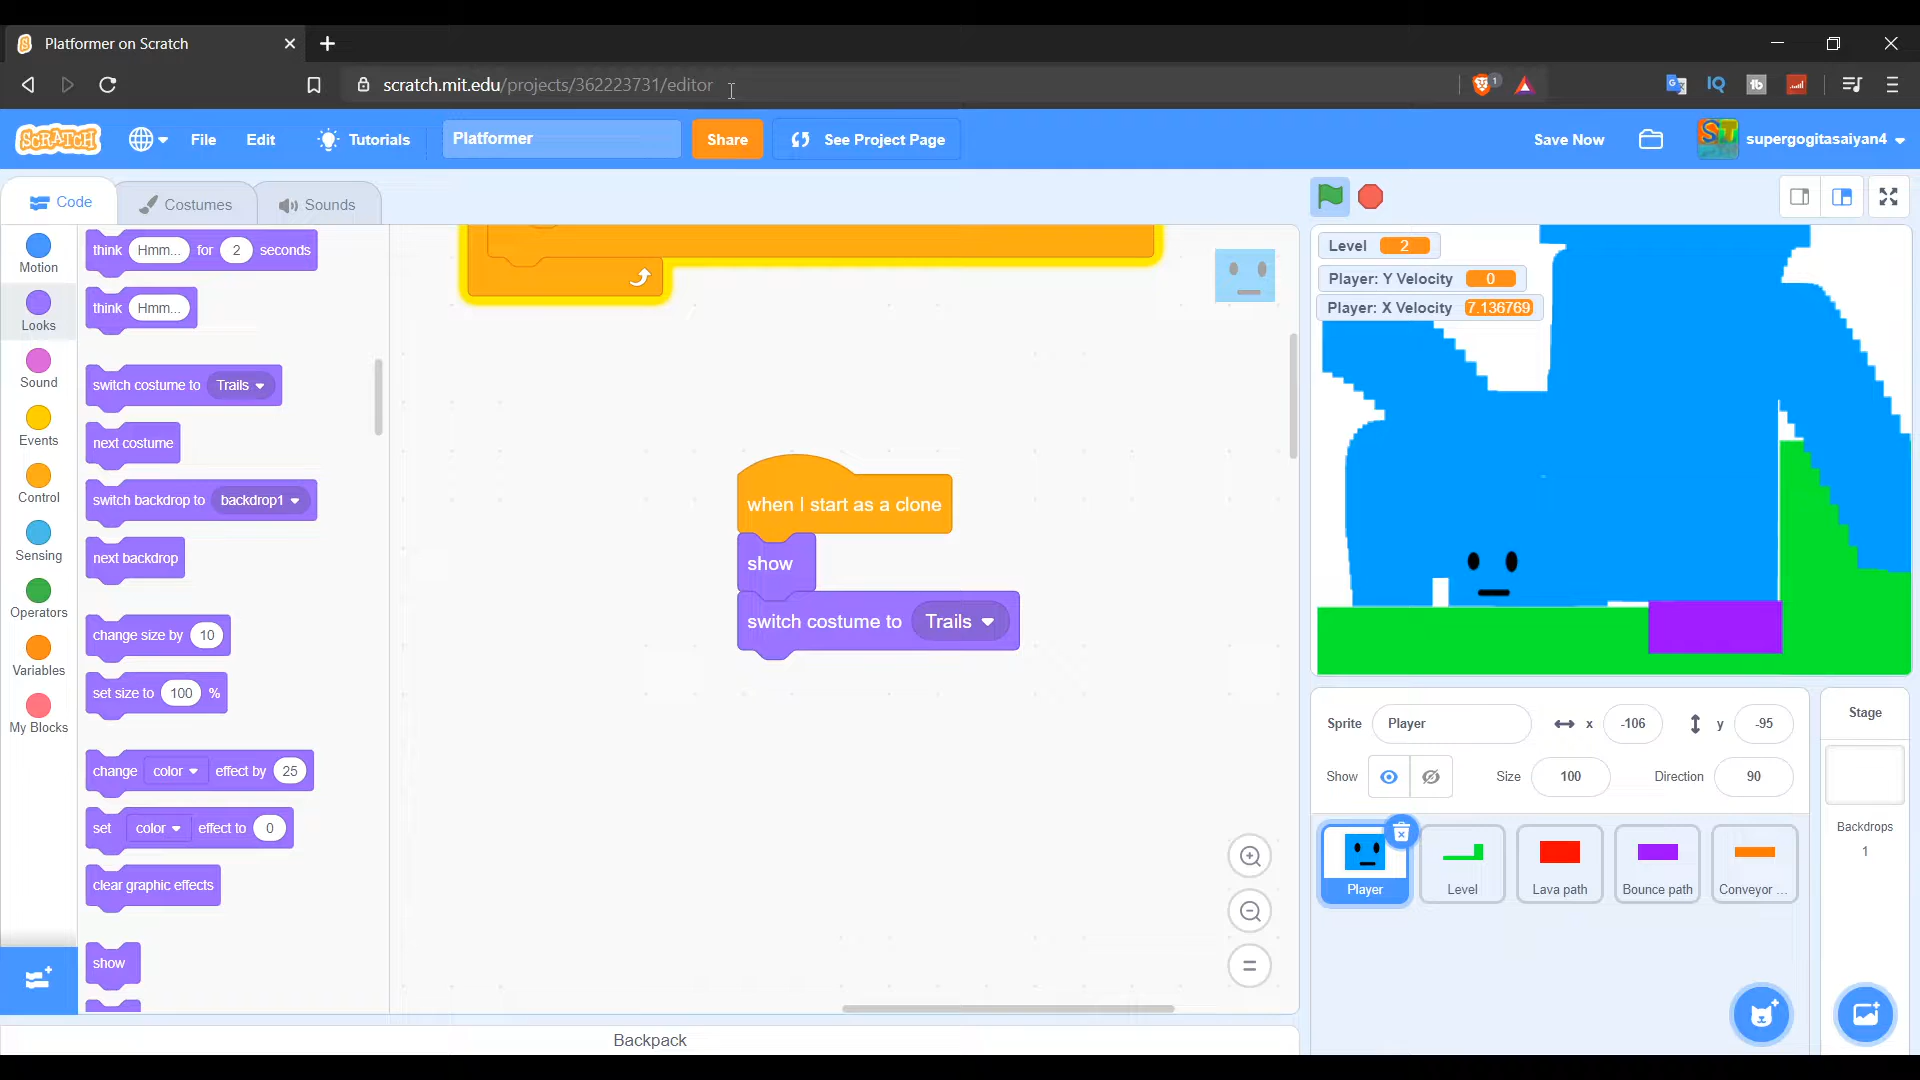 Platformer on Scratch
scratch.mit.edu/projects/362223731/editor
1
tb
SCRATCH
File
Edit
Tutorials
Platformer
Share
See Project Page
Save Now
ST
supergogitasaiyan4
Code
Costumes
Sounds
Motion
Looks
Sound
Events
Control
Sensing
Operators
Variables
My Blocks
think Hmm... for 2 seconds
think Hmm...
switch costume to Trails
next costume
switch backdrop to backdrop1
next backdrop
change size by 10
set size to 100 %
change color effect by 25
set color effect to 0
clear graphic effects
show
when I start as a clone
show
switch costume to Trails
Level 2
Player: Y Velocity 0
Player: X Velocity 7.136769
Sprite Player x -106 y -95
Show Size 100 Direction 90
Player
Level
Lava path
Bounce path
Conveyor ...
Stage
Backdrops
1
Backpack